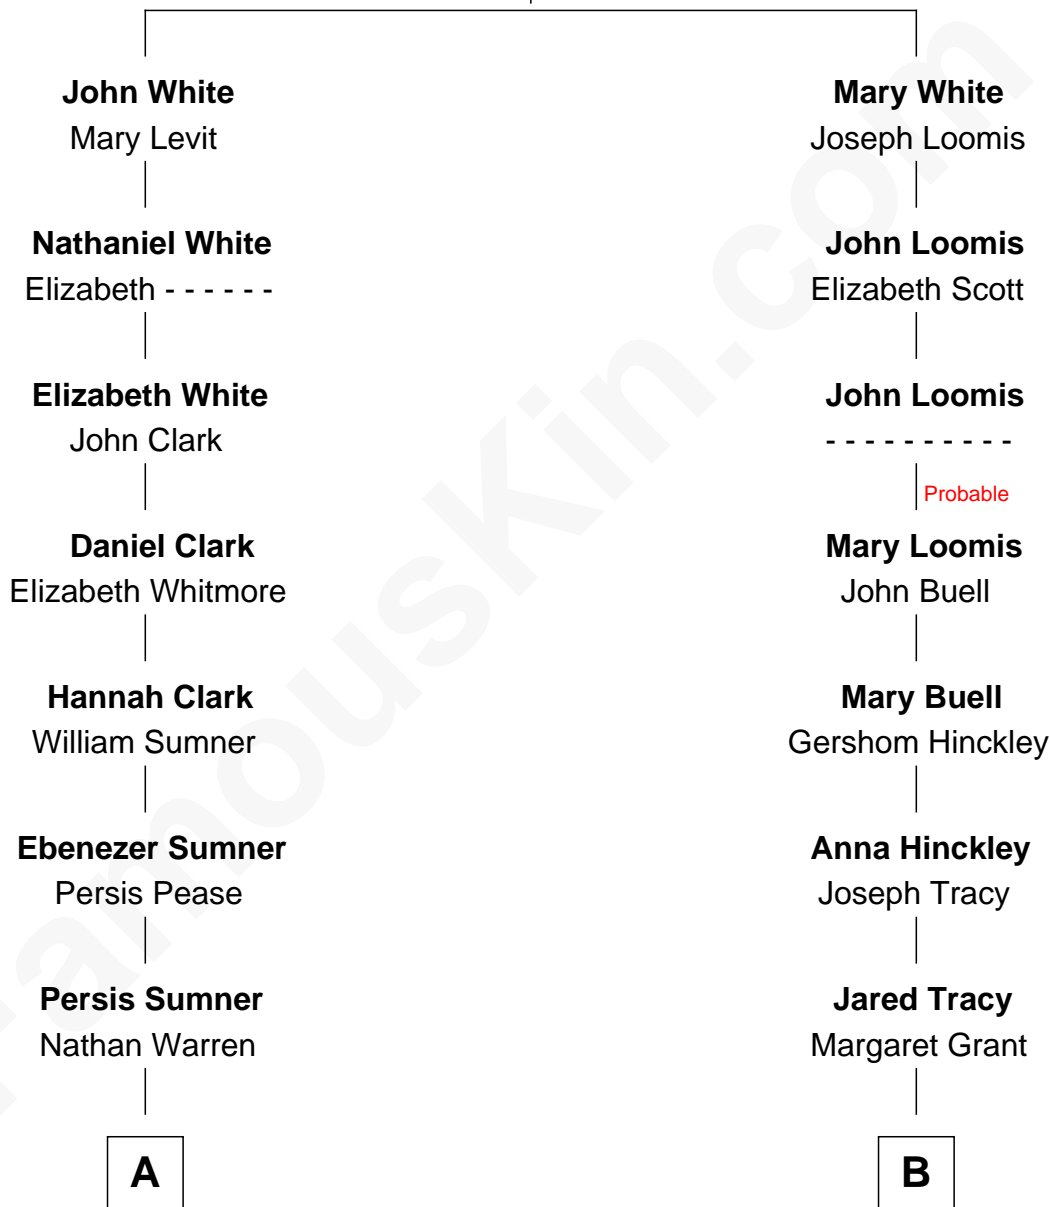 John White
Mary Levit
Mary White
Joseph Loomis
Nathaniel White
Elizabeth - - - - - -
John Loomis
Elizabeth Scott
Elizabeth White
John Clark
John Loomis
- - - - - - - - - -
Probable
Daniel Clark
Elizabeth Whitmore
Mary Loomis
John Buell
Hannah Clark
William Sumner
Mary Buell
Gershom Hinckley
Ebenezer Sumner
Persis Pease
Anna Hinckley
Joseph Tracy
Persis Sumner
Nathan Warren
Jared Tracy
Margaret Grant
A
B
FamousKin.com